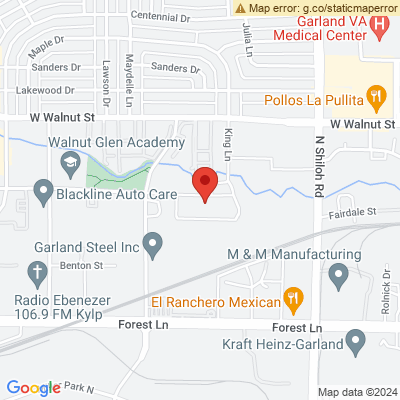 Map error: g.co/staticmaperror
Centennial Dr
Garland VA
Medical Center
Maple Dr
Julia Ln
Sanders Dr
Sanders Dr
Maydelle Ln
Lawson Dr
Lakewood Dr
Pollos La Pullita
W Walnut St
W Walnut St
King Ln
N Shiloh Rd
Walnut Glen Academy
Blackline Auto Care
Fairdale St
Garland Steel Inc
M & M Manufacturing
Benton St
Rolnick Dr
Radio Ebenezer
106.9 FM Kylp
El Ranchero Mexican
Forest Ln
Forest Ln
Kraft Heinz-Garland
Google
Park N
Map data ©2024